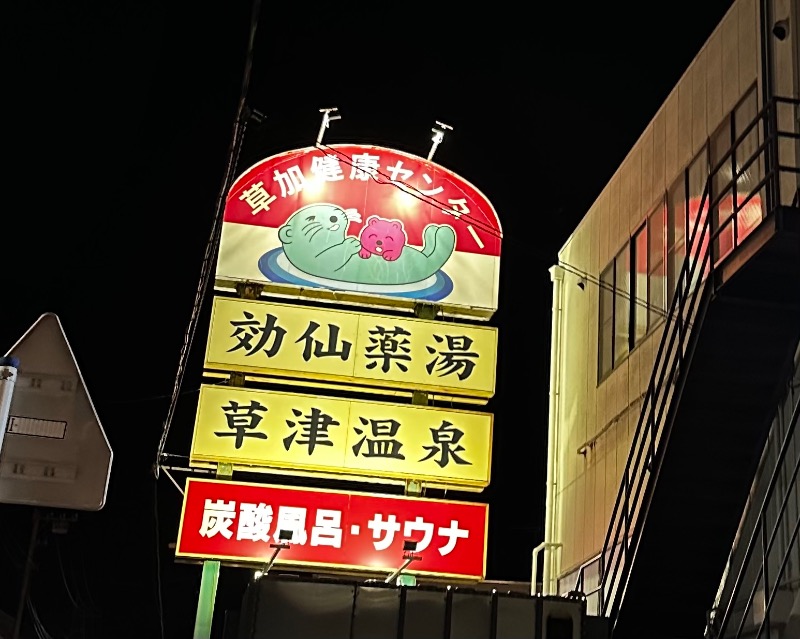 草加健康センター
効仙薬湯
草津温泉
炭酸風呂・サウナ